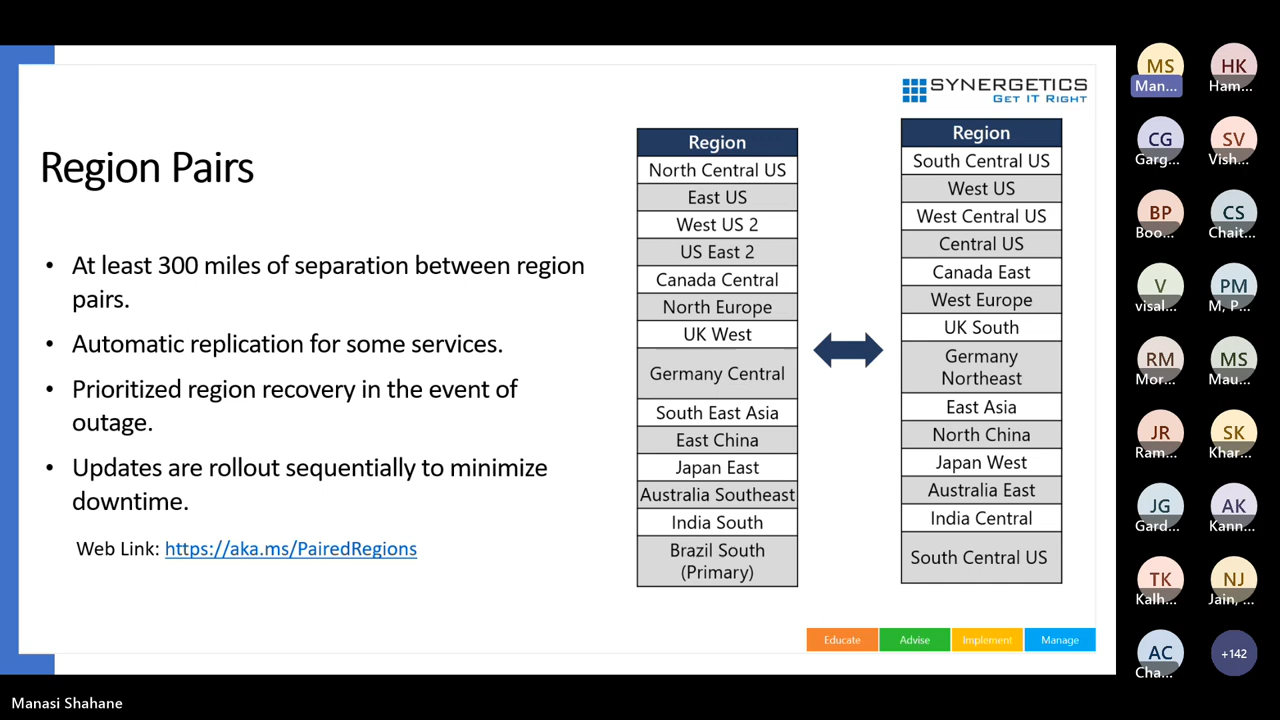 SYNERGETICS
GET IT RIGHT
Region Pairs
• At least 300 miles of separation between region
pairs.
• Automatic replication for some services.
• Prioritized region recovery in the event of
outage.
• Updates are rollout sequentially to minimize
downtime.
Web Link: https://aka.ms/PairedRegions
Region
North Central US
East US
West US 2
US East 2
Canada Central
North Europe
UK West
Germany Central
South East Asia
East China
Japan East
Australia Southeast
India South
Brazil South
(Primary)
Region
South Central US
West US
West Central US
Central US
Canada East
West Europe
UK South
Germany
Northeast
East Asia
North China
Japan West
Australia East
India Central
South Central US
Educate
Advise
Implement
Manage
MS
Man...
HK
Ham...
CG
Garg...
SV
Vish...
BP
Boo...
CS
Chait...
V
visal...
PM
M, P...
RM
Mor...
MS
Mau...
JR
Ram...
SK
Khar...
JG
Gard...
AK
Kann...
TK
Kalh...
NJ
Jain, ...
AC
Cha...
+142
Manasi Shahane